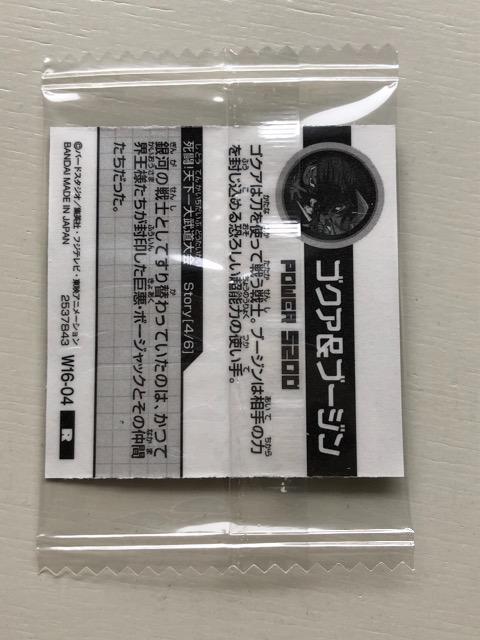 ゴクア&ブージン
POWER 5200
ゴクアは刀を使って戦う戦士。ブージンは相手の力
を封じ込める恐ろしい超能力の使い手。
死闘!天下一大武道大会 Story[4/6]
銀河の戦士としてすり替わっていたのは、かつて
界王様たちが封印した巨悪・ボージャックとその仲間
たちだった。
©バードスタジオ/集英社・フジテレビ・東映アニメーション
BANDAI MADE IN JAPAN 2537843 W16-04 R